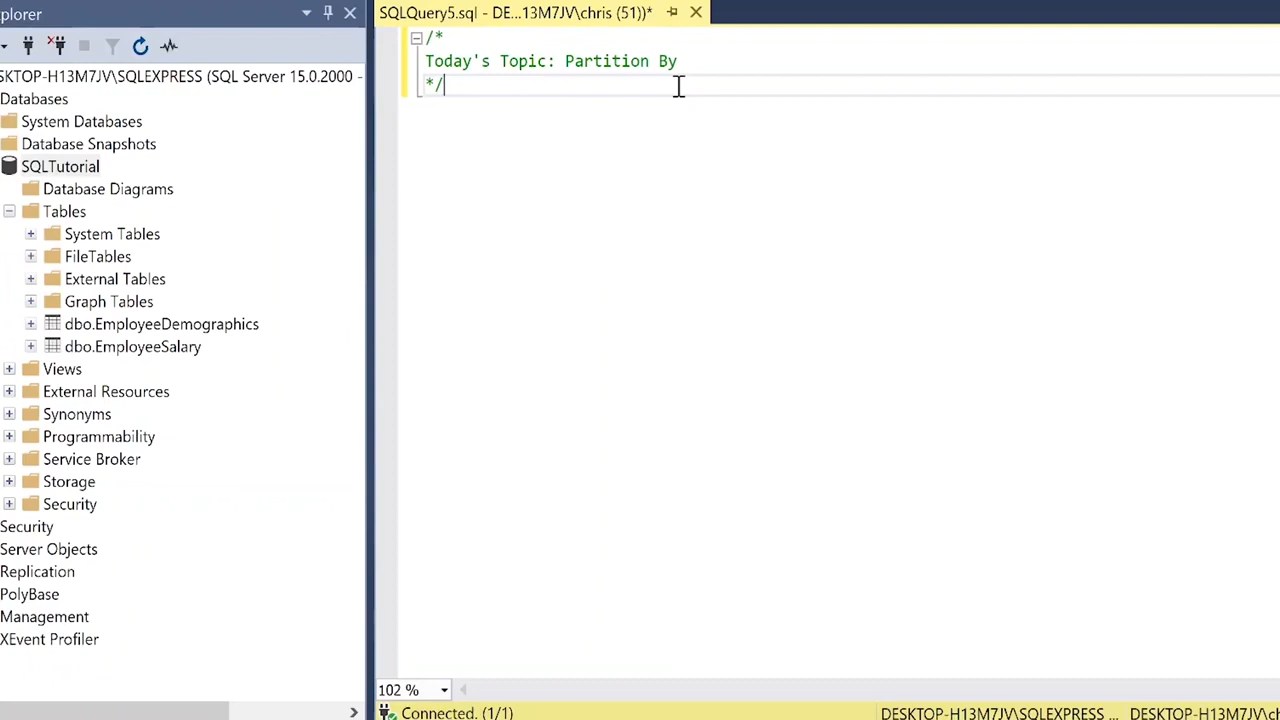 xplorer
SKTOP-H13M7JV\SQLEXPRESS (SQL Server 15.0.2000 -
Databases
System Databases
Database Snapshots
SQLTutorial
Database Diagrams
Tables
System Tables
FileTables
External Tables
Graph Tables
dbo.EmployeeDemographics
dbo.EmployeeSalary
Views
External Resources
Synonyms
Programmability
Service Broker
Storage
Security
Security
Server Objects
Replication
PolyBase
Management
XEvent Profiler
SQLQuery5.sql - DE...13M7JV\chris (51))*
/*
Today's Topic: Partition By
*/
102 %
Connected. (1/1)
DESKTOP-H13M7JV\SQLEXPRESS ...
DESKTOP-H13M7JV\ch